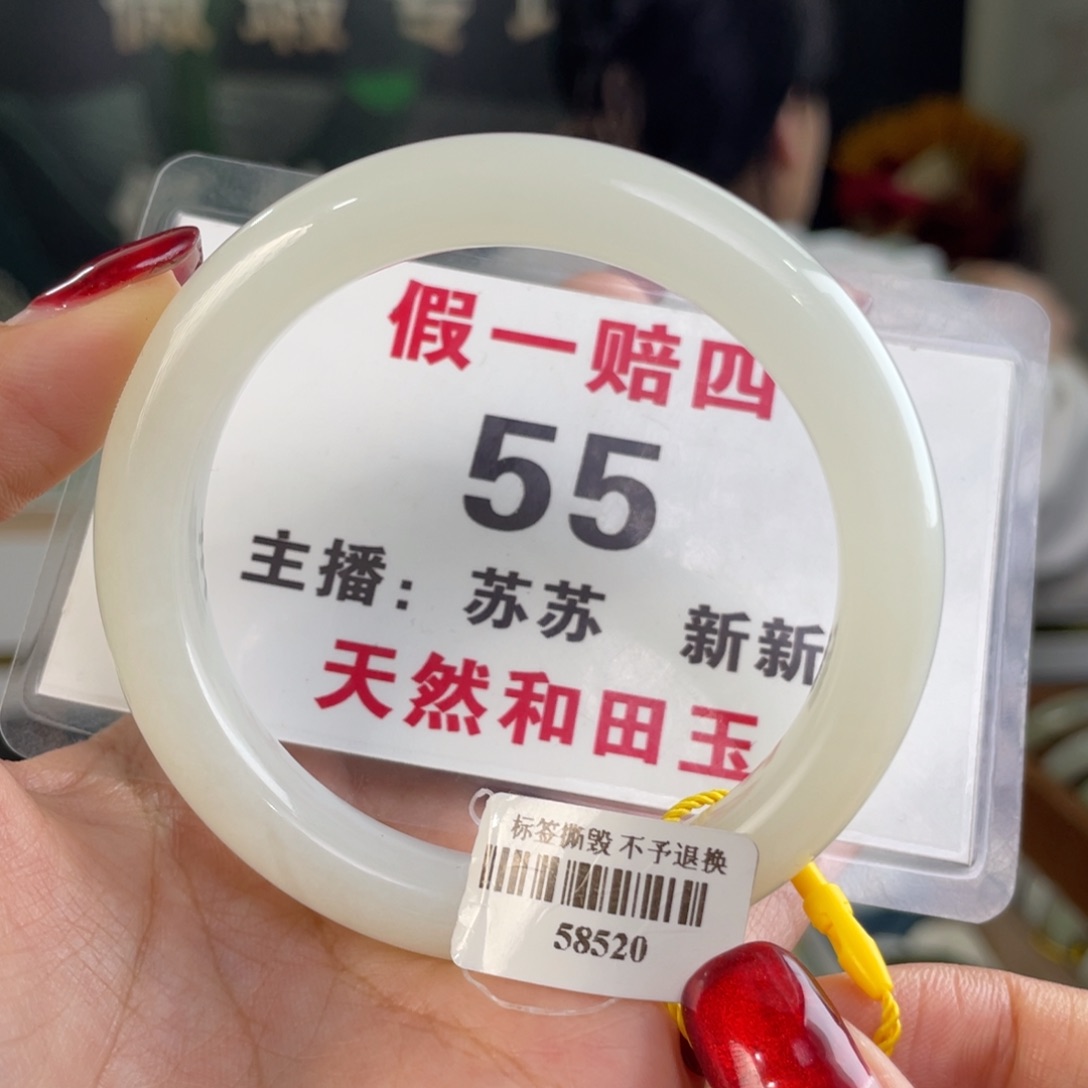 假一赔四
55
主播：苏苏 新新
天然和田玉
标签撕毁 不予退换
58520